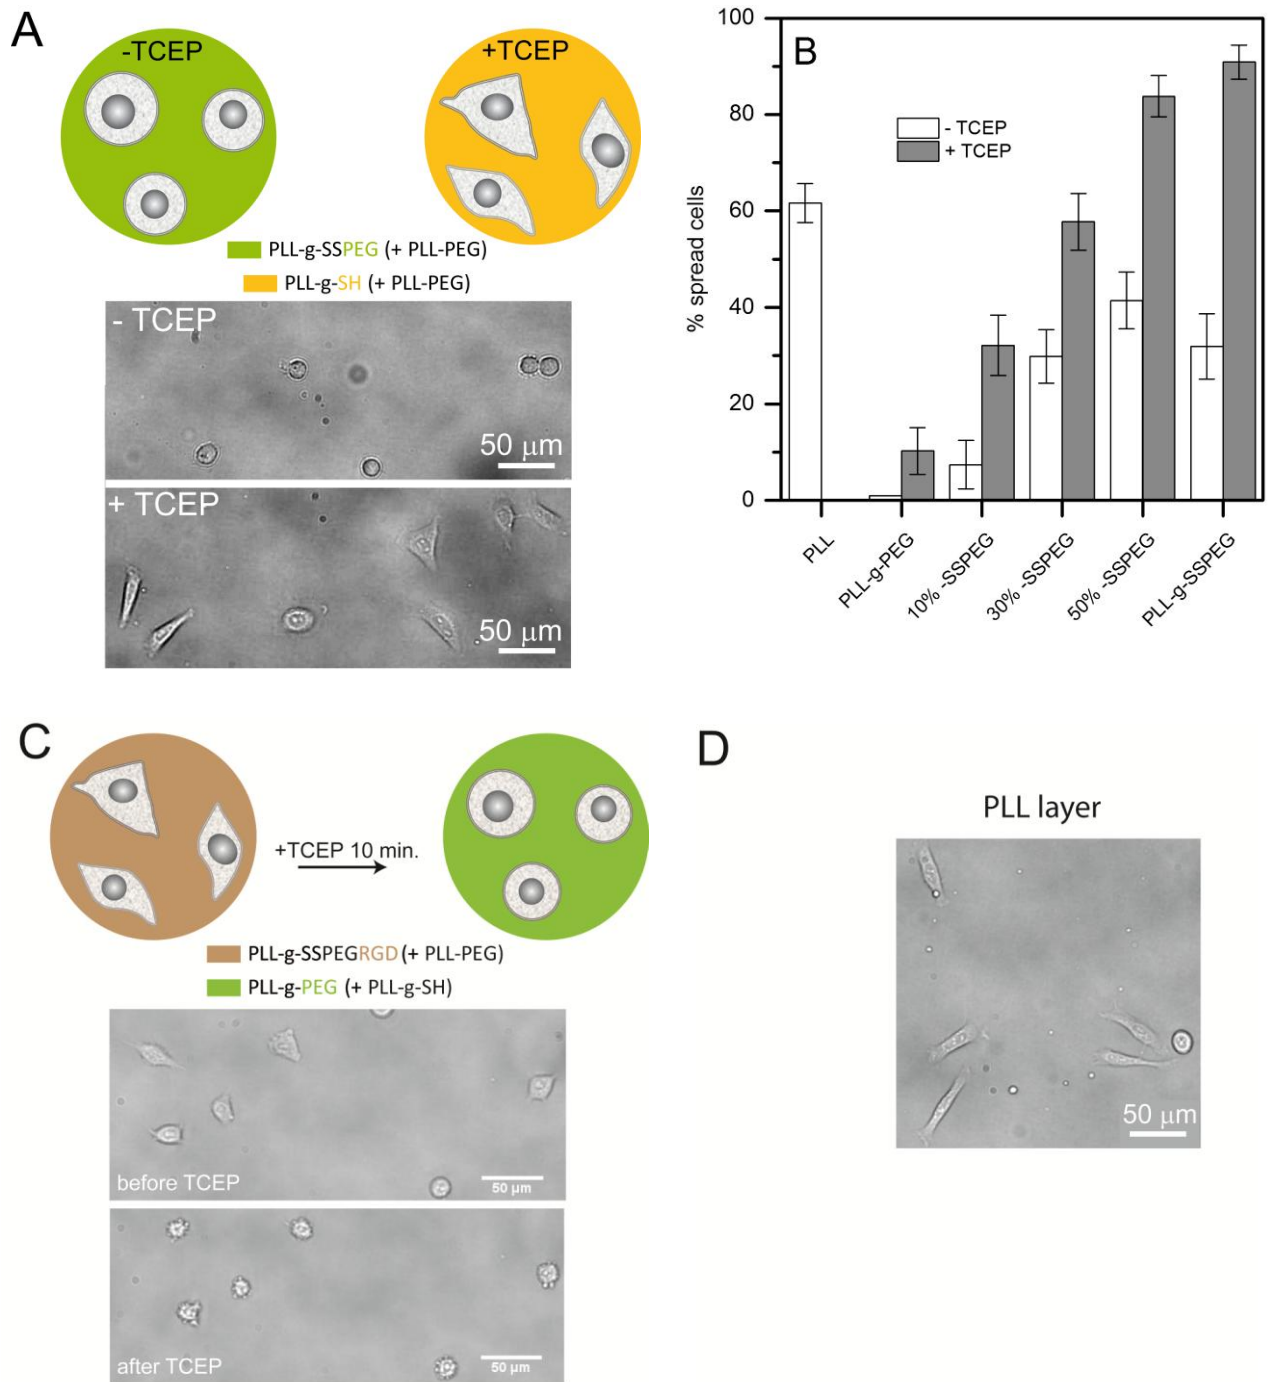 A
-TCEP
+TCEP
PLL-g-SSPEG (+ PLL-PEG)
PLL-g-SH (+ PLL-PEG)
- TCEP
50 μm
+ TCEP
50 μm
B
% spread cells
100
80
60
40
20
0
- TCEP
+ TCEP
PLL
PLL-g-PEG
10% -SSPEG
30% -SSPEG
50% -SSPEG
PLL-g-SSPEG
C
+TCEP 10 min.
PLL-g-SSPEGRGD (+ PLL-PEG)
PLL-g-PEG (+ PLL-g-SH)
before TCEP
50 μm
after TCEP
50 μm
D
PLL layer
50 μm